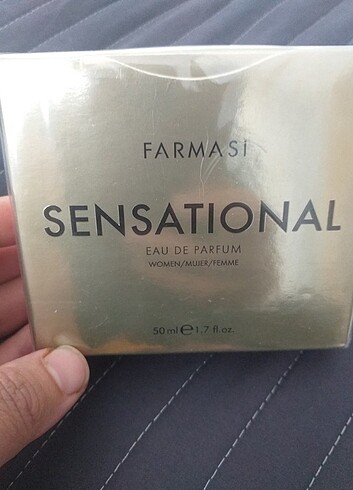 FARMASİ
SENSATIONAL
EAU DE PARFUM
WOMEN/MUJER/FEMME
50 ml ℮ 1.7 fl.oz.